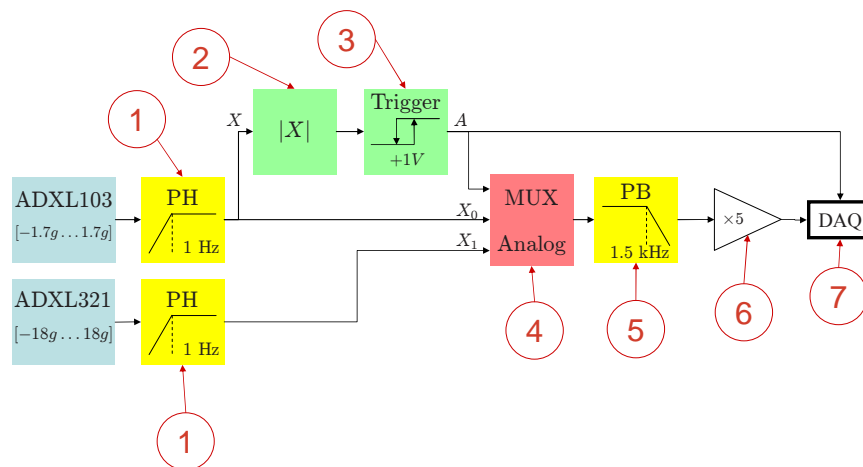 3
2
Trigger
1
X
|X|
A
+1V
ADXL103
PH
MUX
PB
[−1.7g…1.7g]
X₀
×5
DAQ
1 Hz
X₁
Analog
1.5 kHz
ADXL321
PH
[−18g…18g]
1 Hz
4
5
6
7
1